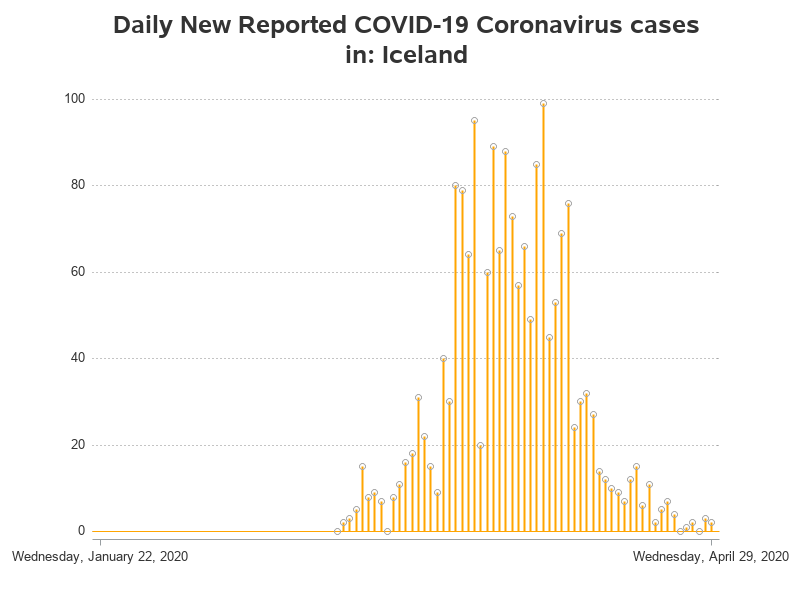 Daily New Reported COVID-19 Coronavirus cases
in: Iceland
100
80
60
40
20
0
Wednesday, January 22, 2020 Wednesday, April 29, 2020